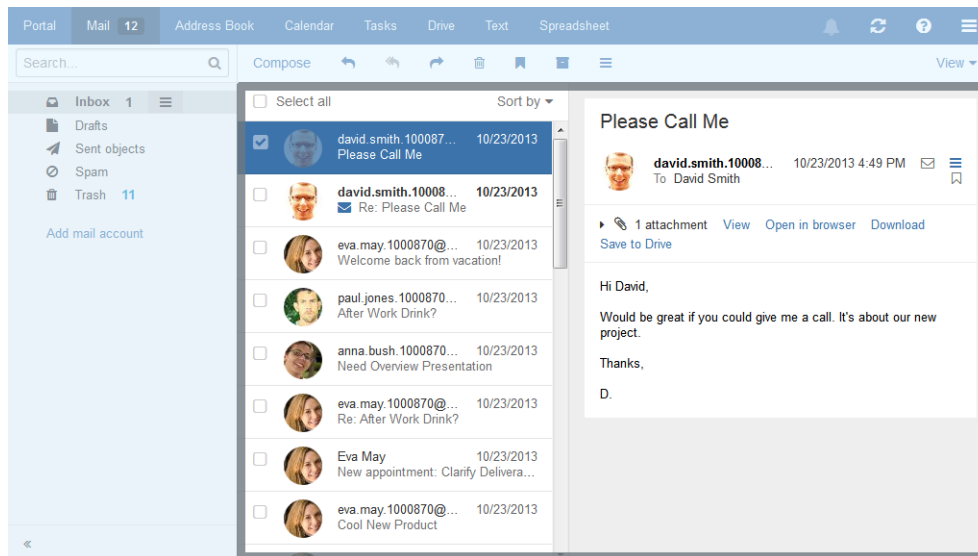 Portal Mail 12 Address Book Calendar Tasks Drive Text Spreadsheet
Search...
Compose
View
Inbox 1
Drafts
Sent objects
Spam
Trash 11
Add mail account
Select all Sort by
david.smith.100087... 10/23/2013
Please Call Me
david.smith.10008... 10/23/2013
Re: Please Call Me
eva.may.1000870@... 10/23/2013
Welcome back from vacation!
paul.jones.1000870... 10/23/2013
After Work Drink?
anna.bush.1000870... 10/23/2013
Need Overview Presentation
eva.may.1000870@... 10/23/2013
Re: After Work Drink?
Eva May 10/23/2013
New appointment: Clarify Delivera...
eva.may.1000870@... 10/23/2013
Cool New Product
Please Call Me
david.smith.10008... 10/23/2013 4:49 PM
To David Smith
1 attachment View Open in browser Download
Save to Drive
Hi David,
Would be great if you could give me a call. It's about our new
project.
Thanks,
D.